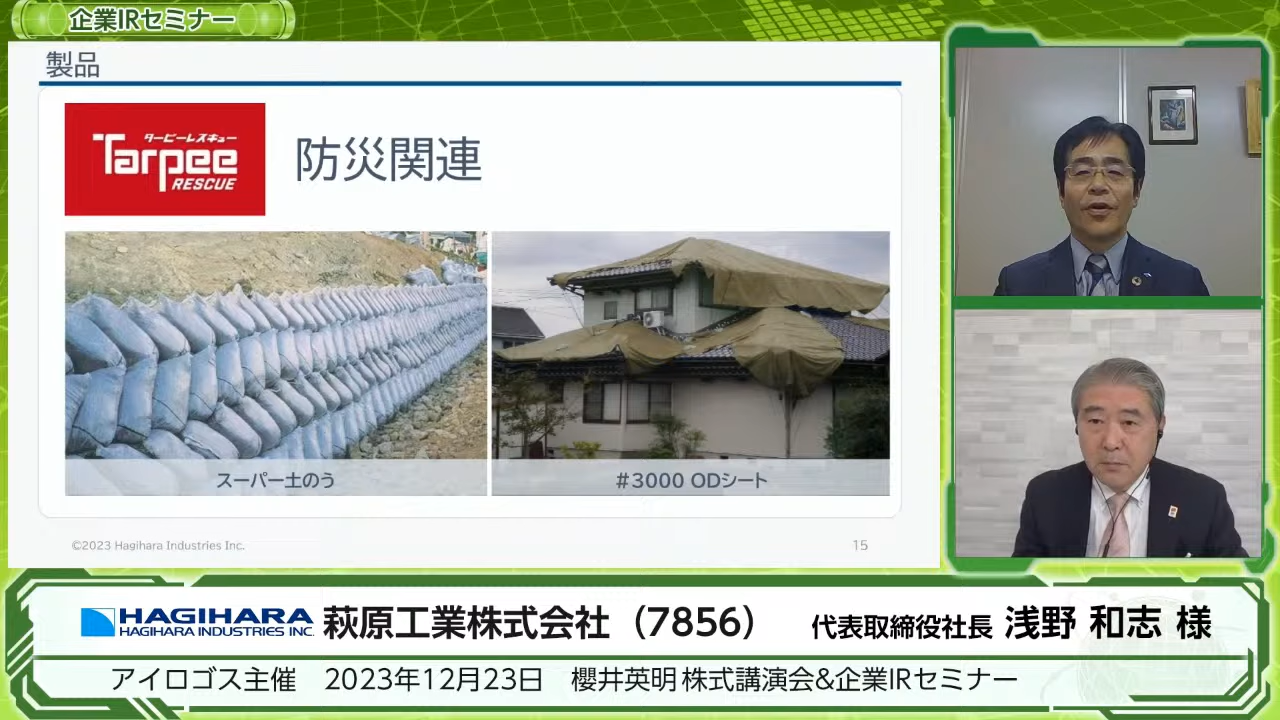 企業IRセミナー
製品
タービーレスキュー
Tarpee
RESCUE
防災関連
スーパー土のう
#3000 ODシート
©2023 Hagihara Industries Inc.
15
HAGIHARA
HAGIHARA INDUSTRIES INC.
萩原工業株式会社（7856）
代表取締役社長 浅野 和志 様
アイロゴス主催　2023年12月23日　櫻井英明 株式講演会&企業IRセミナー